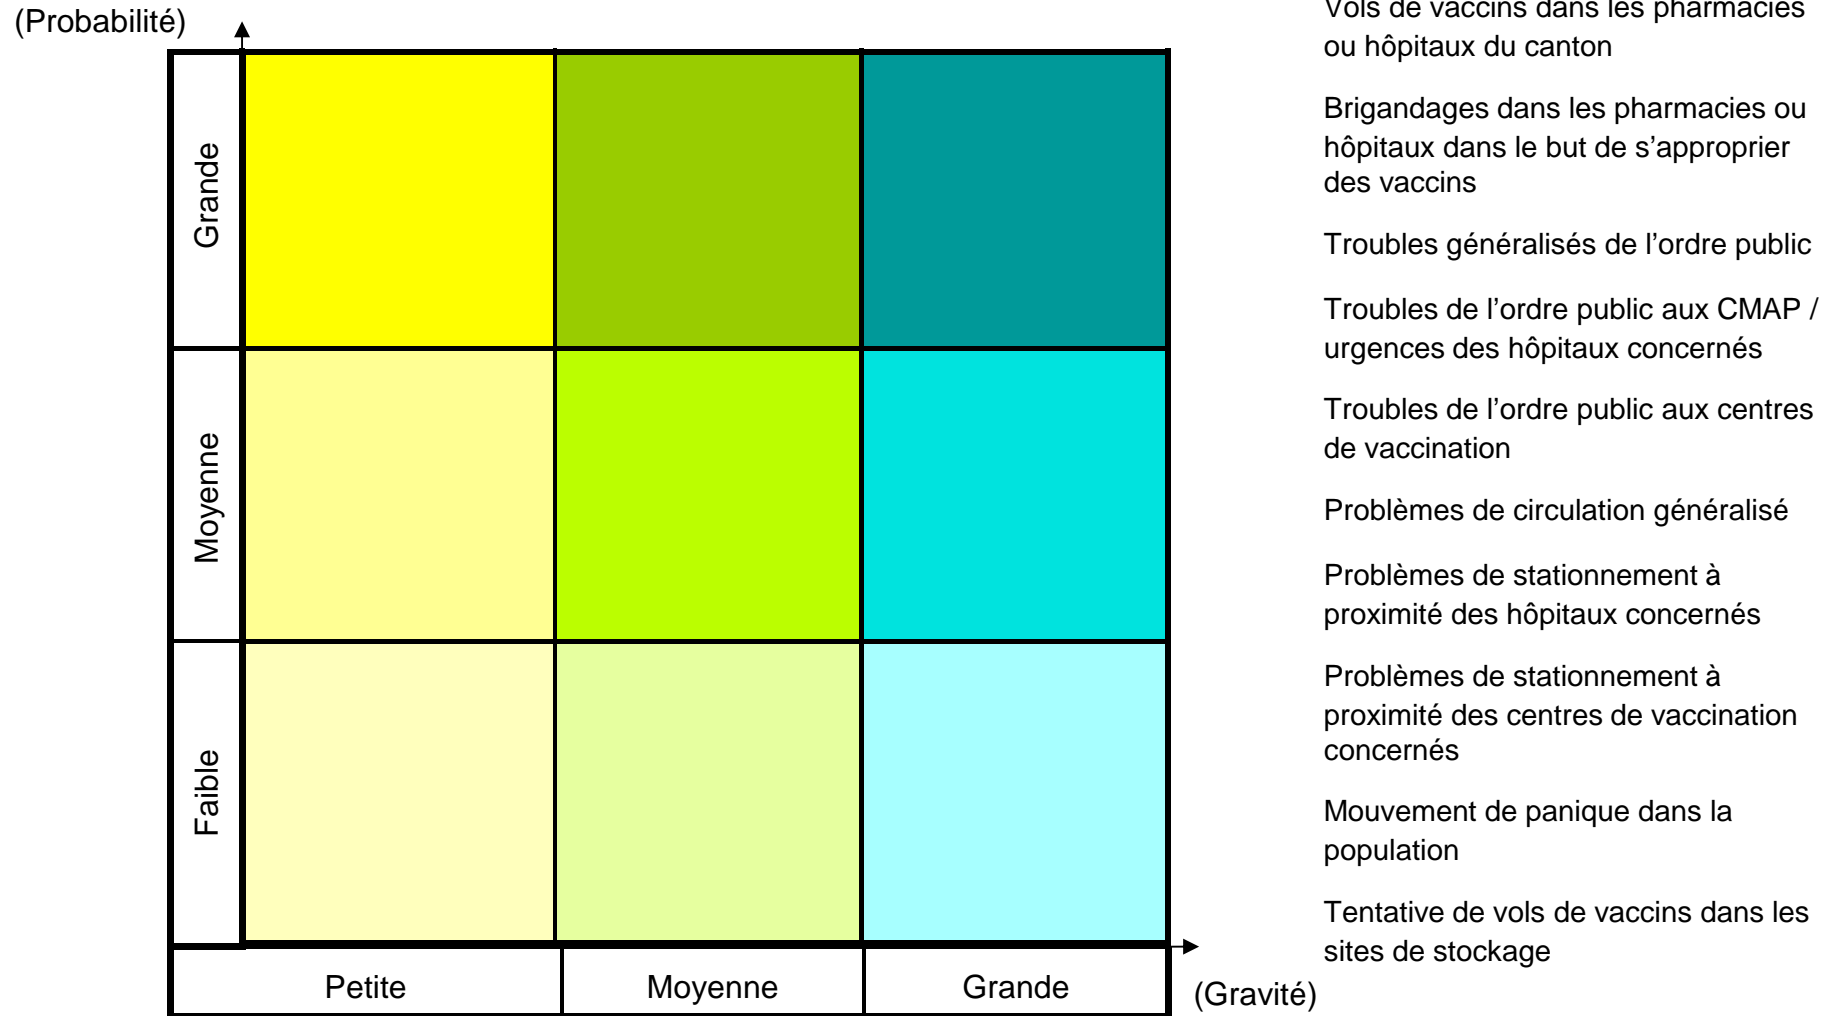 (Probabilité)
Grande
Moyenne
Faible
Petite
Moyenne
Grande
(Gravité)
Vols de vaccins dans les pharmacies
ou hôpitaux du canton
Brigandages dans les pharmacies ou
hôpitaux dans le but de s’approprier
des vaccins
Troubles généralisés de l’ordre public
Troubles de l’ordre public aux CMAP /
urgences des hôpitaux concernés
Troubles de l’ordre public aux centres
de vaccination
Problèmes de circulation généralisé
Problèmes de stationnement à
proximité des hôpitaux concernés
Problèmes de stationnement à
proximité des centres de vaccination
concernés
Mouvement de panique dans la
population
Tentative de vols de vaccins dans les
sites de stockage